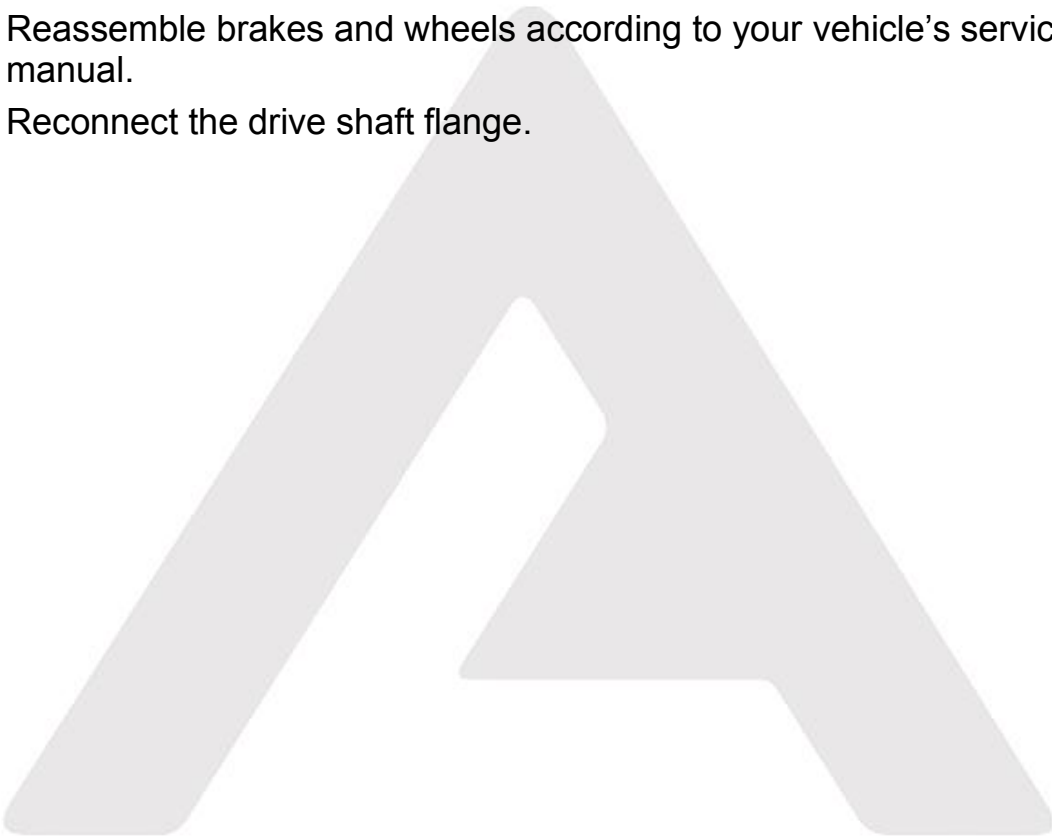 Reassemble brakes and wheels according to your vehicle’s servic
manual.
Reconnect the drive shaft flange.